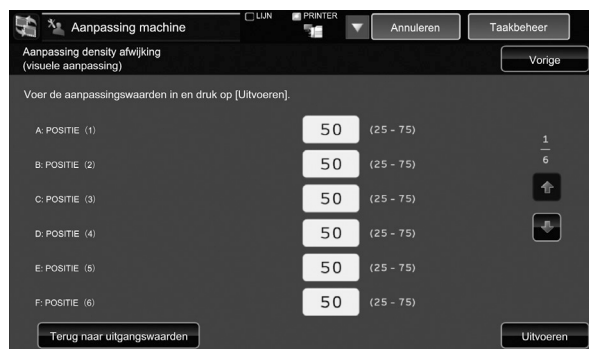 Aanpassing machine
LIJN
PRINTER
Annuleren
Taakbeheer
Aanpassing density afwijking
(visuele aanpassing)
Vorige
Voer de aanpassingswaarden in en druk op [Uitvoeren].
A: POSITIE (1) 50 (25 - 75)
B: POSITIE (2) 50 (25 - 75)
C: POSITIE (3) 50 (25 - 75)
D: POSITIE (4) 50 (25 - 75)
E: POSITIE (5) 50 (25 - 75)
F: POSITIE (6) 50 (25 - 75)
1
6
Terug naar uitgangswaarden
Uitvoeren